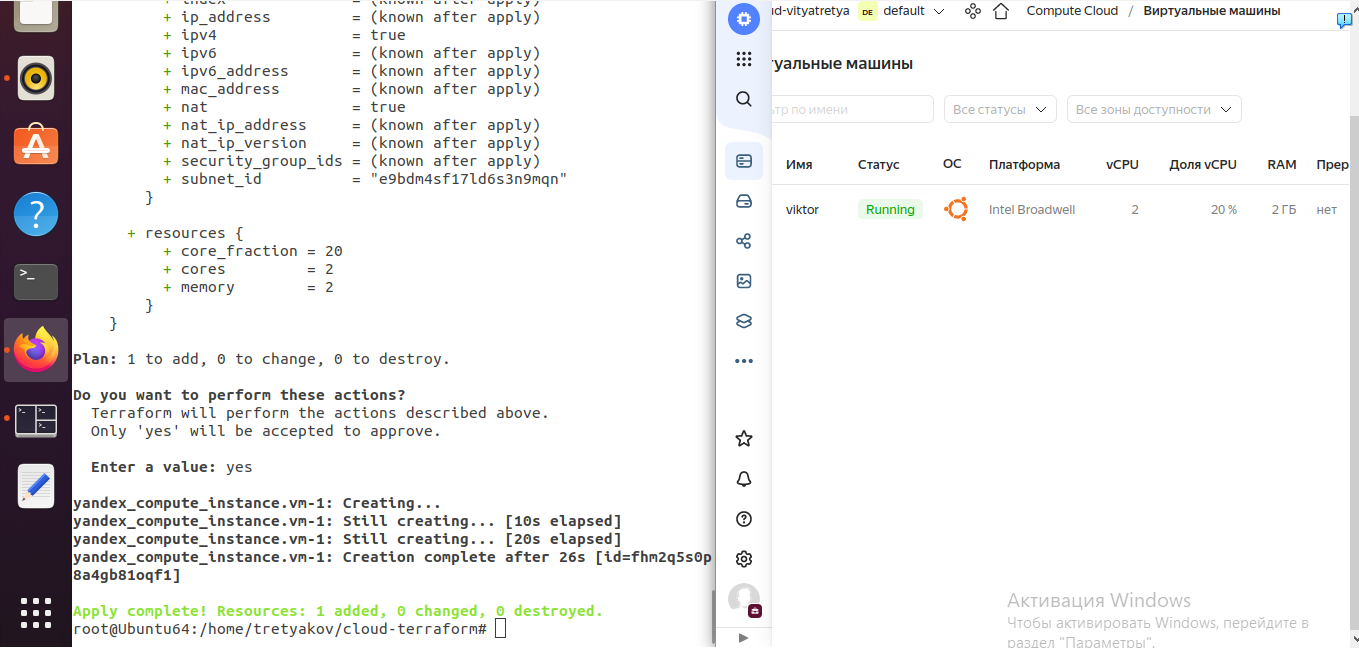 + index = (known after apply)
+ ip_address = (known after apply)
+ ipv4 = true
+ ipv6 = (known after apply)
+ ipv6_address = (known after apply)
+ mac_address = (known after apply)
+ nat = true
+ nat_ip_address = (known after apply)
+ nat_ip_version = (known after apply)
+ security_group_ids = (known after apply)
+ subnet_id = "e9bdm4sf17ld6s3n9mqn"
}
+ resources {
+ core_fraction = 20
+ cores = 2
+ memory = 2
}
}
Plan: 1 to add, 0 to change, 0 to destroy.
Do you want to perform these actions?
Terraform will perform the actions described above.
Only 'yes' will be accepted to approve.
Enter a value: yes
yandex_compute_instance.vm-1: Creating...
yandex_compute_instance.vm-1: Still creating... [10s elapsed]
yandex_compute_instance.vm-1: Still creating... [20s elapsed]
yandex_compute_instance.vm-1: Creation complete after 26s [id=fhm2q5s0p
8a4gb81oqf1]
Apply complete! Resources: 1 added, 0 changed, 0 destroyed.
root@Ubuntu64:/home/tretyakov/cloud-terraform#
ud-vityatretya DE default Compute Cloud / Виртуальные машины
туальные машины
ьтр по имени Все статусы Все зоны доступности
Имя Статус ОС Платформа vCPU Доля vCPU RAM Прер
viktor Running Intel Broadwell 2 20 % 2 ГБ нет
Активация Windows
Чтобы активировать Windows, перейдите в
раздел "Параметры".